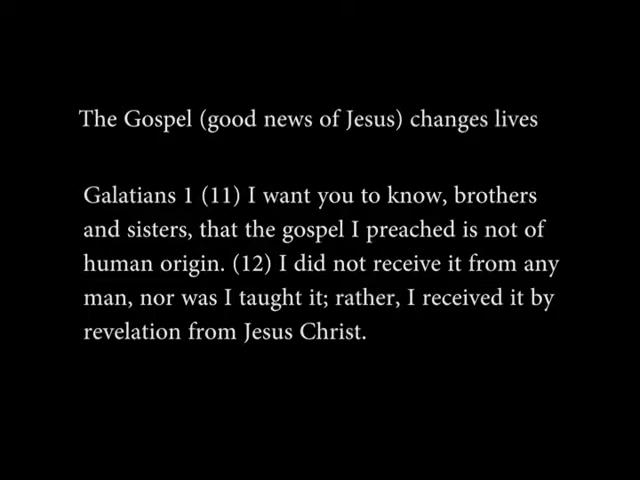 The Gospel (good news of Jesus) changes lives
Galatians 1 (11) I want you to know, brothers
and sisters, that the gospel I preached is not of
human origin. (12) I did not receive it from any
man, nor was I taught it; rather, I received it by
revelation from Jesus Christ.